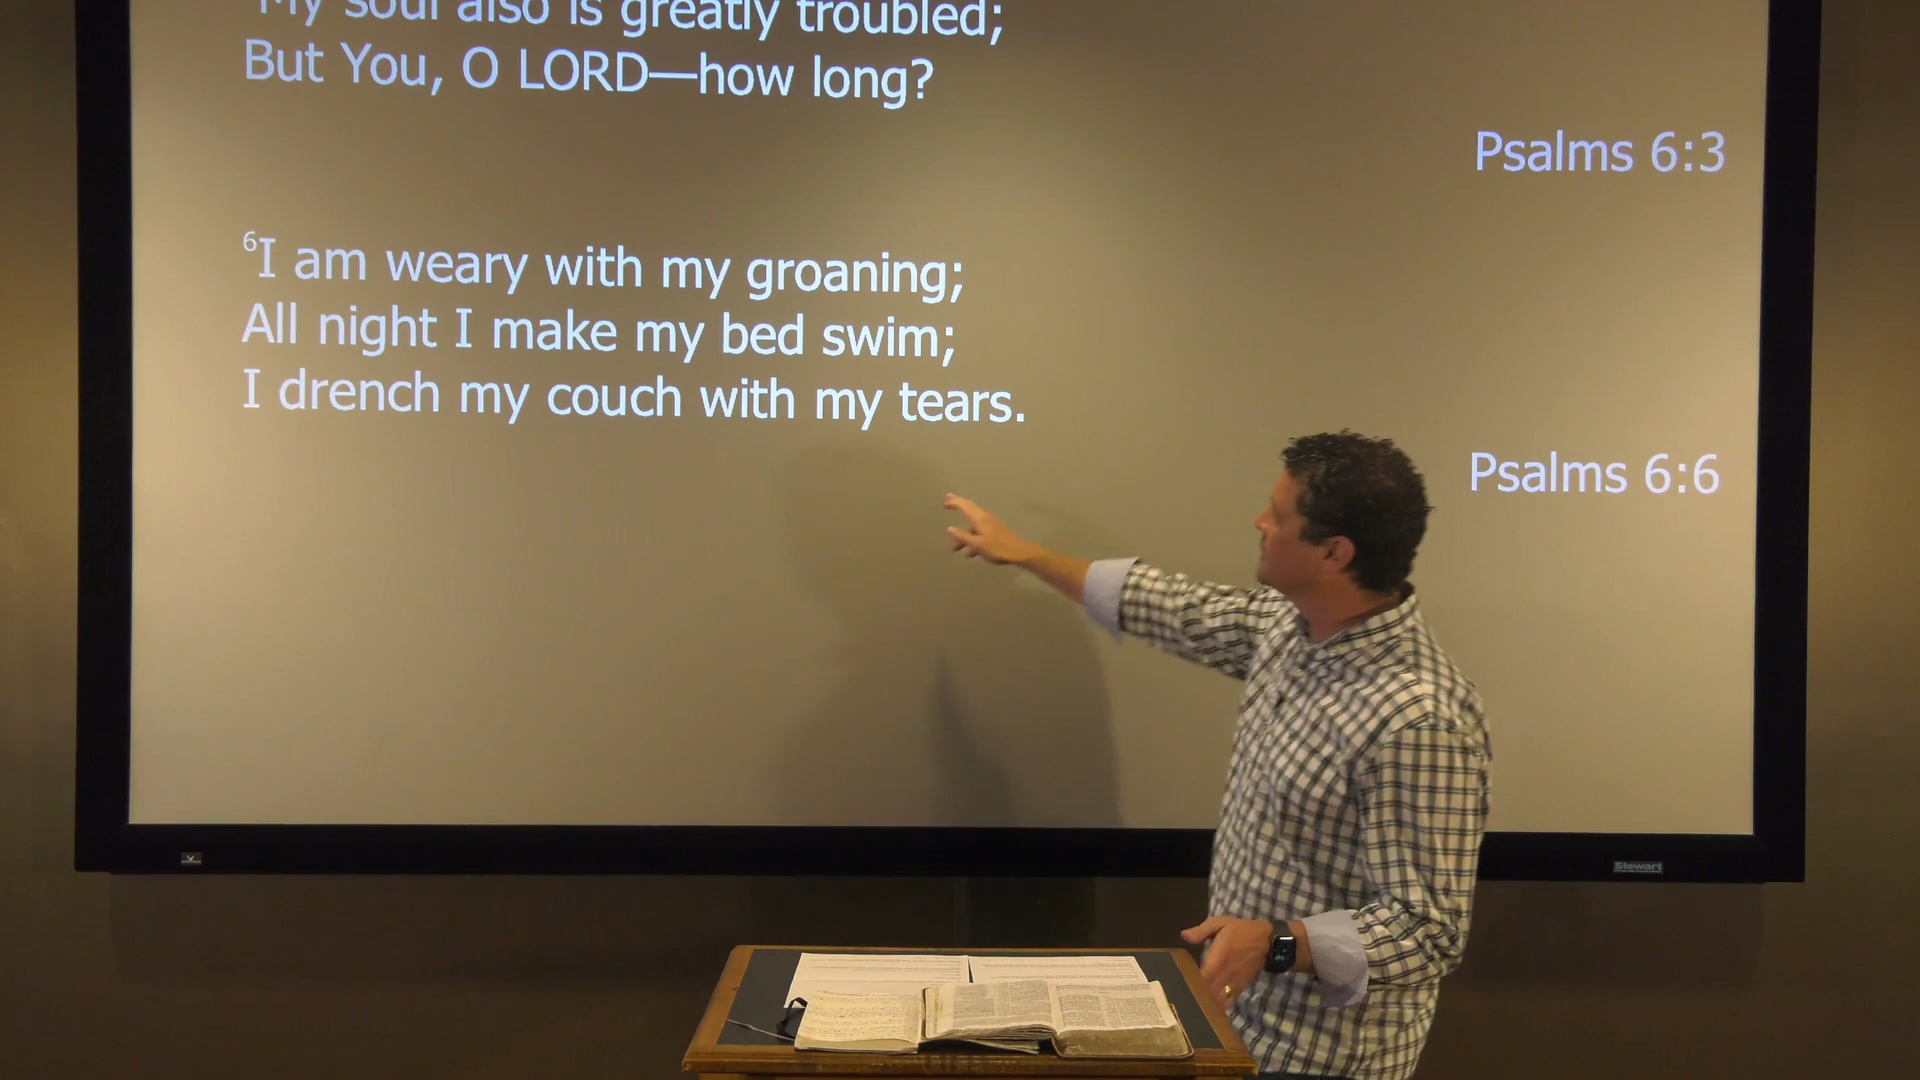 My soul also is greatly troubled;
But You, O LORD—how long?
Psalms 6:3
⁶I am weary with my groaning;
All night I make my bed swim;
I drench my couch with my tears.
Psalms 6:6
Stewart